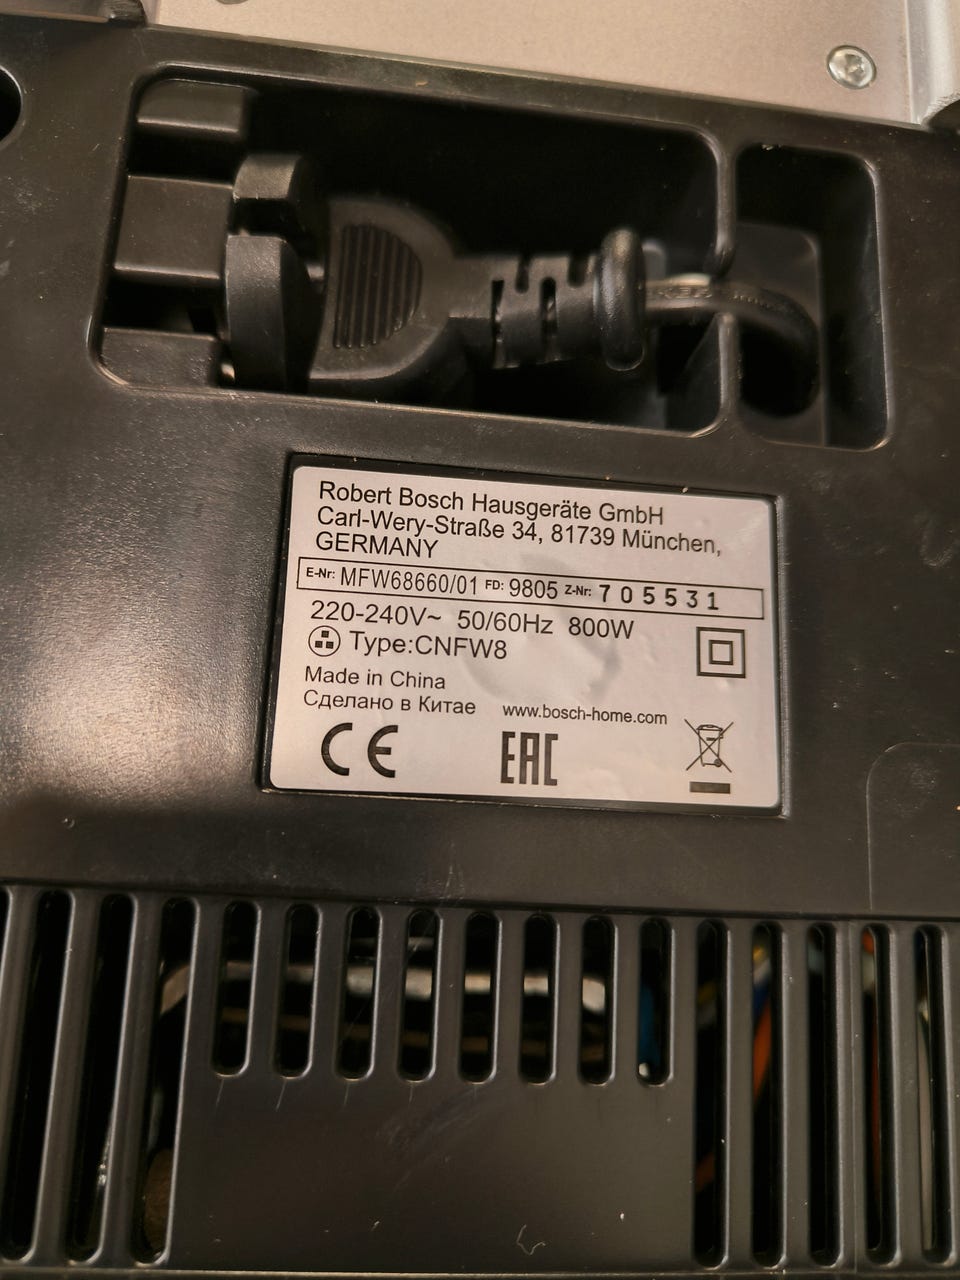 Robert Bosch Hausgeräte GmbH
Carl-Wery-Straße 34, 81739 München,
GERMANY
E-Nr: MFW68660/01 FD: 9805 Z-Nr: 705531
220-240V~ 50/60Hz 800W
Type:CNFW8
Made in China
Сделано в Китае www.bosch-home.com
CE EAC